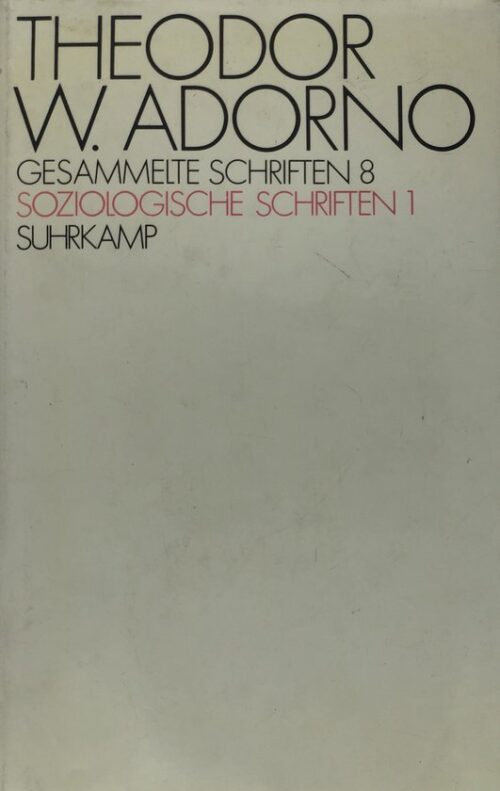 THEODOR
W. ADORNO
GESAMMELTE SCHRIFTEN 8
SOZIOLOGISCHE SCHRIFTEN 1
SUHRKAMP